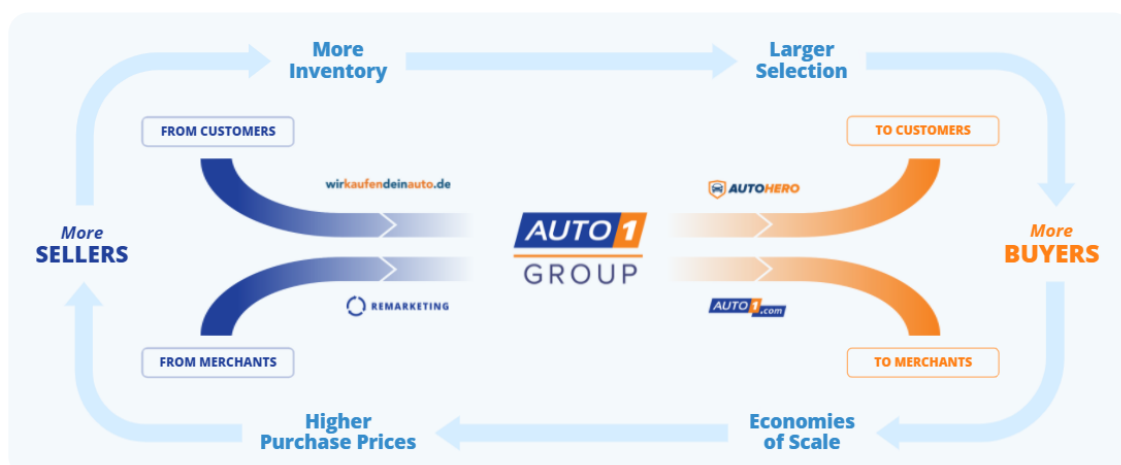 More
Inventory
Larger
Selection
FROM CUSTOMERS
TO CUSTOMERS
wirkaufendeinauto.de
AUTOHERO
More
SELLERS
AUTO1
GROUP
More
BUYERS
REMARKETING
AUTO1.com
FROM MERCHANTS
TO MERCHANTS
Higher
Purchase Prices
Economies
of Scale